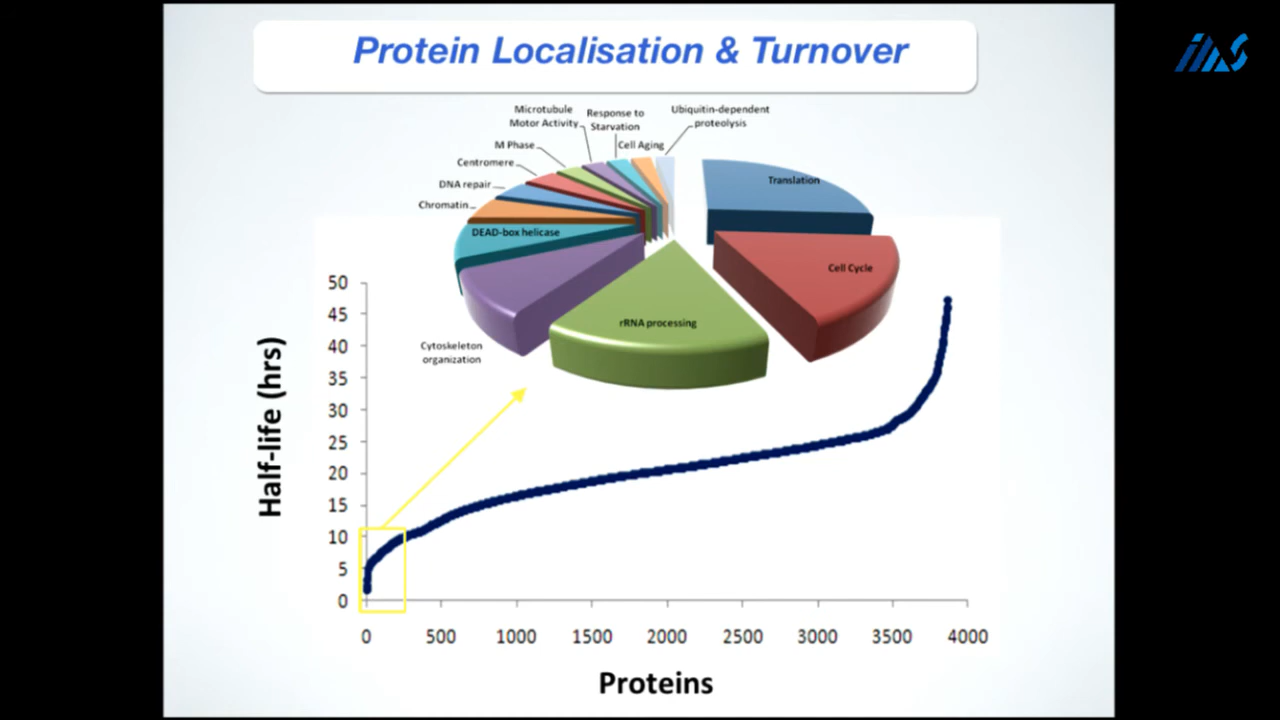 Protein Localisation & Turnover
iMS
Microtubule
Motor Activity
Response to
Starvation
Ubiquitin-dependent
proteolysis
M Phase
Cell Aging
Centromere
DNA repair
Chromatin
DEAD-box helicase
Translation
Cell Cycle
rRNA processing
Cytoskeleton
organization
Half-life (hrs)
50
45
40
35
30
25
20
15
10
5
0
0 500 1000 1500 2000 2500 3000 3500 4000
Proteins